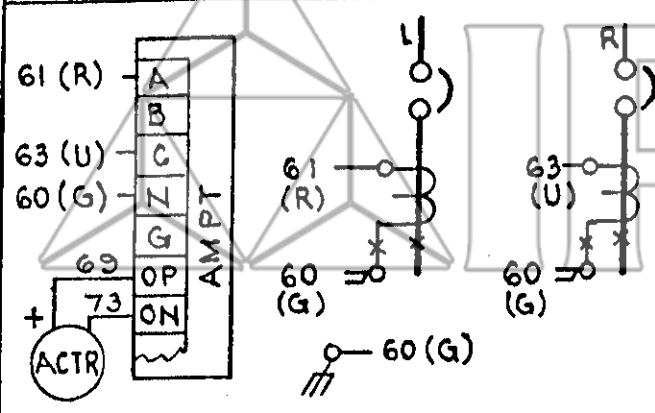 61 (R)
A
B
63 (U)
C
60 (G)
N
G
69
OP
73
ON
AMPT
+
ACTR
L
61
(R)
60
(G)
R
63
(U)
60
(G)
60 (G)